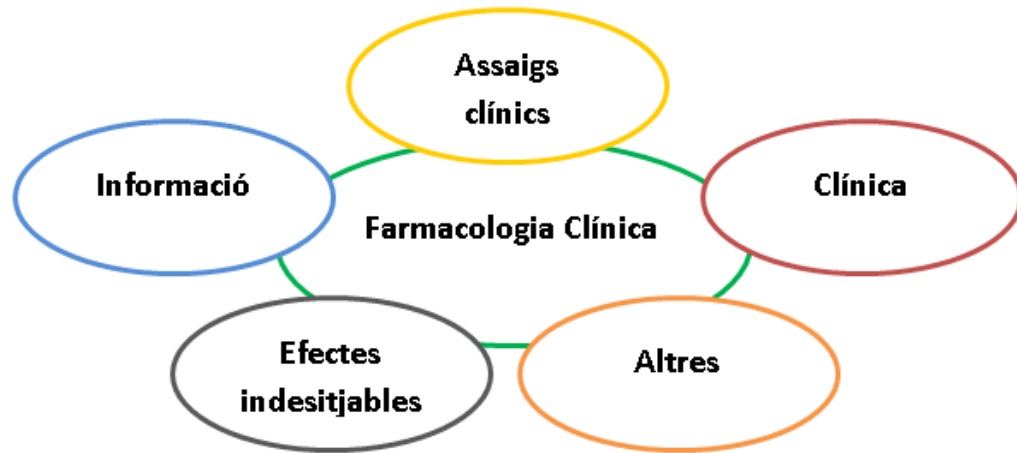 Assaigs
clínics
Informació
Clínica
Farmacologia Clínica
Efectes
indesitjables
Altres